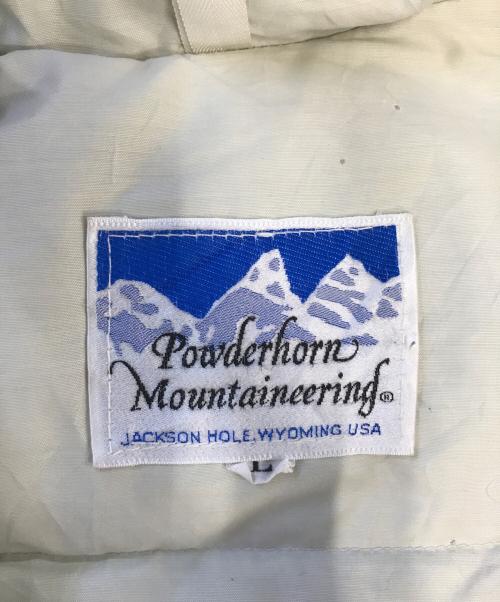 Powderhorn
Mountaineering®
JACKSON HOLE, WYOMING USA
L